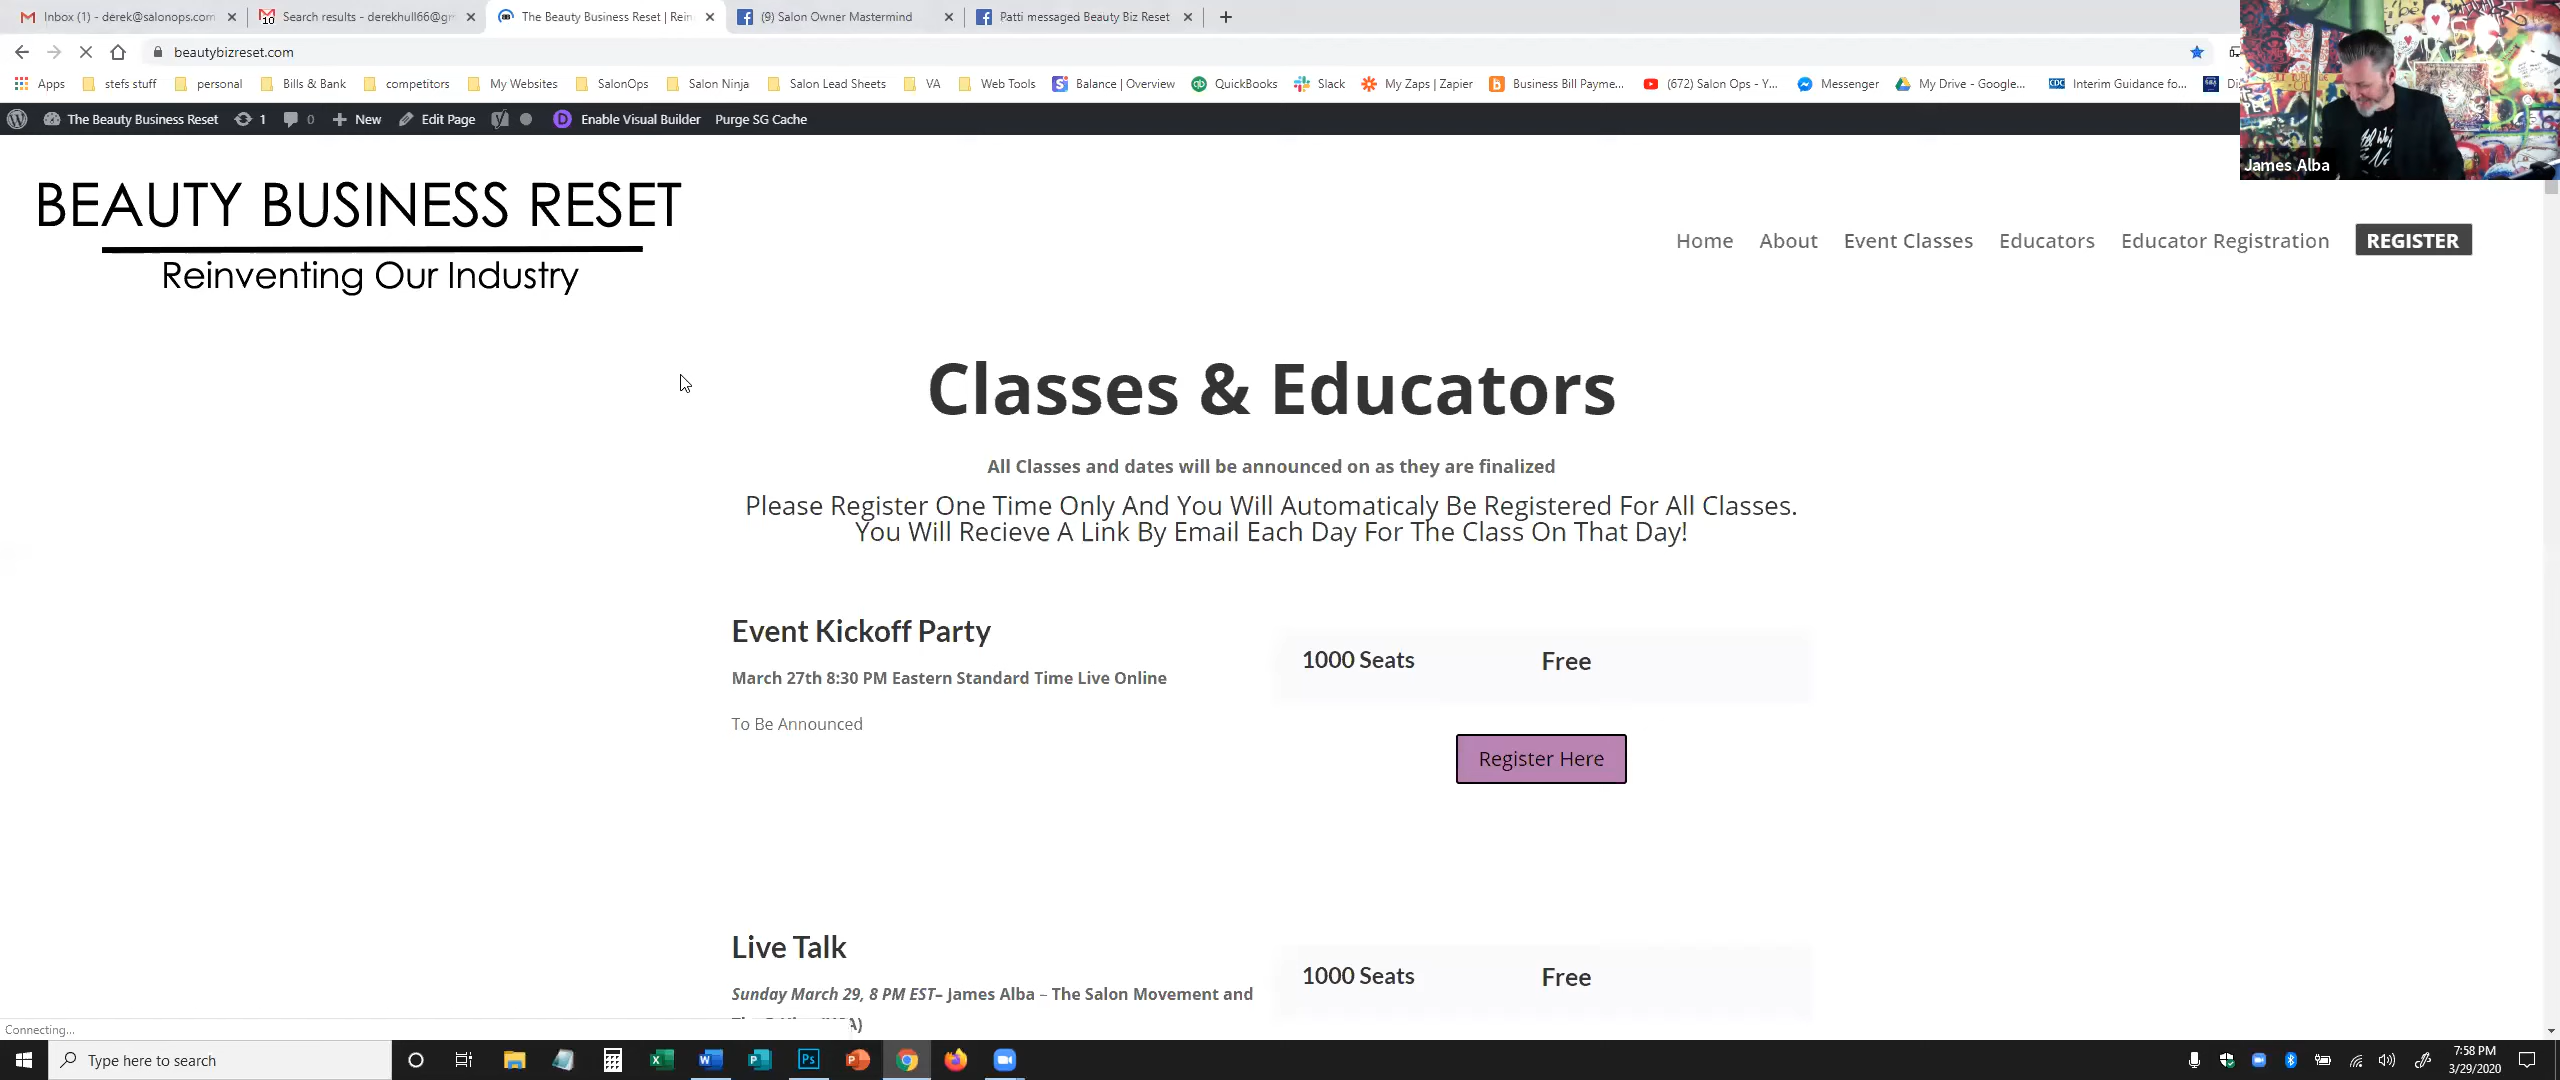 Inbox (1) - derek@salonops.com
Search results - derekhull66@gm
The Beauty Business Reset | Rein
(9) Salon Owner Mastermind
Patti messaged Beauty Biz Reset
beautybizreset.com
Apps stefs stuff personal Bills & Bank competitors My Websites SalonOps Salon Ninja Salon Lead Sheets VA Web Tools Balance | Overview QuickBooks Slack My Zaps | Zapier Business Bill Payme... (672) Salon Ops - Y... Messenger My Drive - Google... Interim Guidance fo...
The Beauty Business Reset 1 0 New Edit Page Enable Visual Builder Purge SG Cache
James Alba
BEAUTY BUSINESS RESET
Reinventing Our Industry
Home About Event Classes Educators Educator Registration REGISTER
Classes & Educators
All Classes and dates will be announced on as they are finalized
Please Register One Time Only And You Will Automaticaly Be Registered For All Classes.
You Will Recieve A Link By Email Each Day For The Class On That Day!
Event Kickoff Party
March 27th 8:30 PM Eastern Standard Time Live Online
To Be Announced
1000 Seats Free
Register Here
Live Talk
Sunday March 29, 8 PM EST– James Alba – The Salon Movement and
1000 Seats Free
Connecting...
Type here to search
7:58 PM
3/29/2020